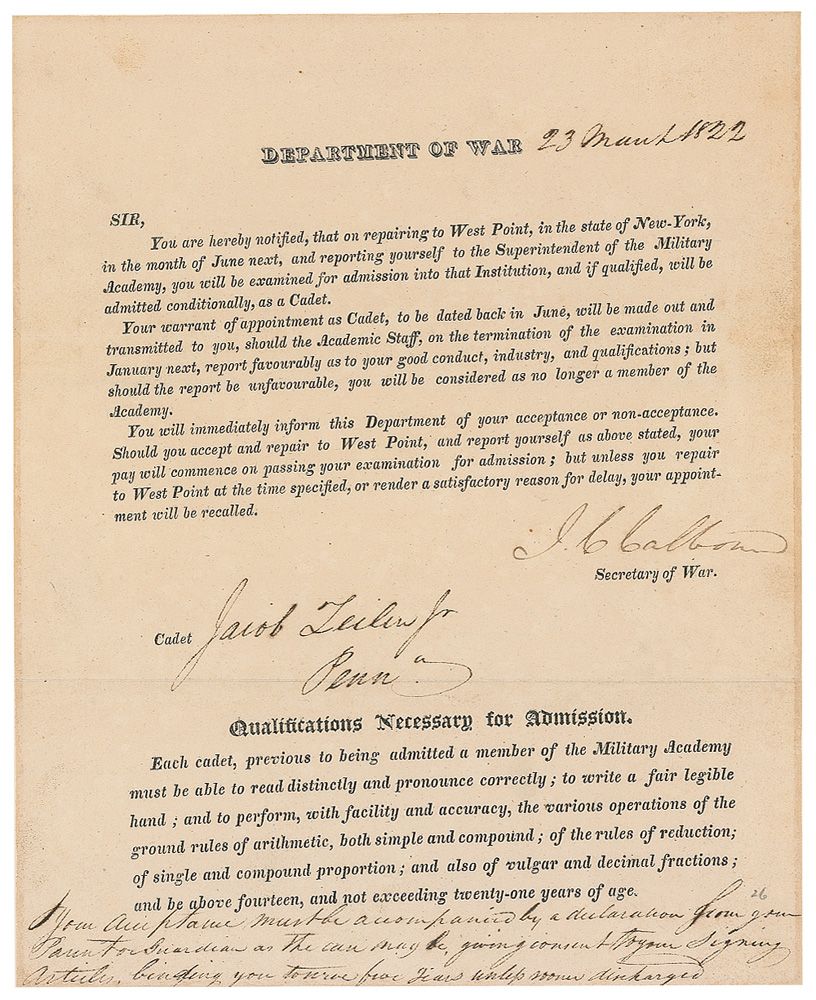 DEPARTMENT OF WAR 23 March 1822
SIR,
You are hereby notified, that on repairing to West Point, in the state of New-York,
in the month of June next, and reporting yourself to the Superintendent of the Military
Academy, you will be examined for admission into that Institution, and if qualified, will be
admitted conditionally, as a Cadet.
Your warrant of appointment as Cadet, to be dated back in June, will be made out and
transmitted to you, should the Academic Staff, on the termination of the examination in
January next, report favourably as to your good conduct, industry, and qualifications; but
should the report be unfavourable, you will be considered as no longer a member of the
Academy.
You will immediately inform this Department of your acceptance or non-acceptance.
Should you accept and repair to West Point, and report yourself as above stated, your
pay will commence on passing your examination for admission; but unless you repair
to West Point at the time specified, or render a satisfactory reason for delay, your appoint-
ment will be recalled.
J. C Calhoun
Secretary of War.
Cadet Jacob Jr
Penna
Qualifications Necessary for Admission.
Each cadet, previous to being admitted a member of the Military Academy
must be able to read distinctly and pronounce correctly; to write a fair legible
hand; and to perform, with facility and accuracy, the various operations of the
ground rules of arithmetic, both simple and compound; of the rules of reduction;
of single and compound proportion; and also of vulgar and decimal fractions;
and be above fourteen, and not exceeding twenty-one years of age.
26
Your acceptance must be accompanied by a declaration from your
Parent or Guardian as the case may be, giving consent to your signing
Articles, binding you to serve five Years unless sooner discharged